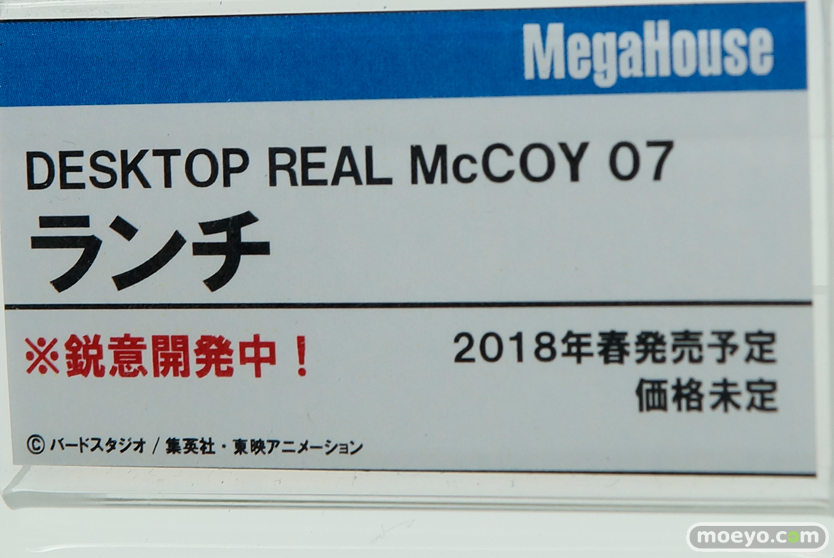 MegaHouse
DESKTOP REAL McCOY 07
ランチ
※鋭意開発中！
2018年春発売予定
価格未定
©バードスタジオ / 集英社・東映アニメーション
moeyo.com